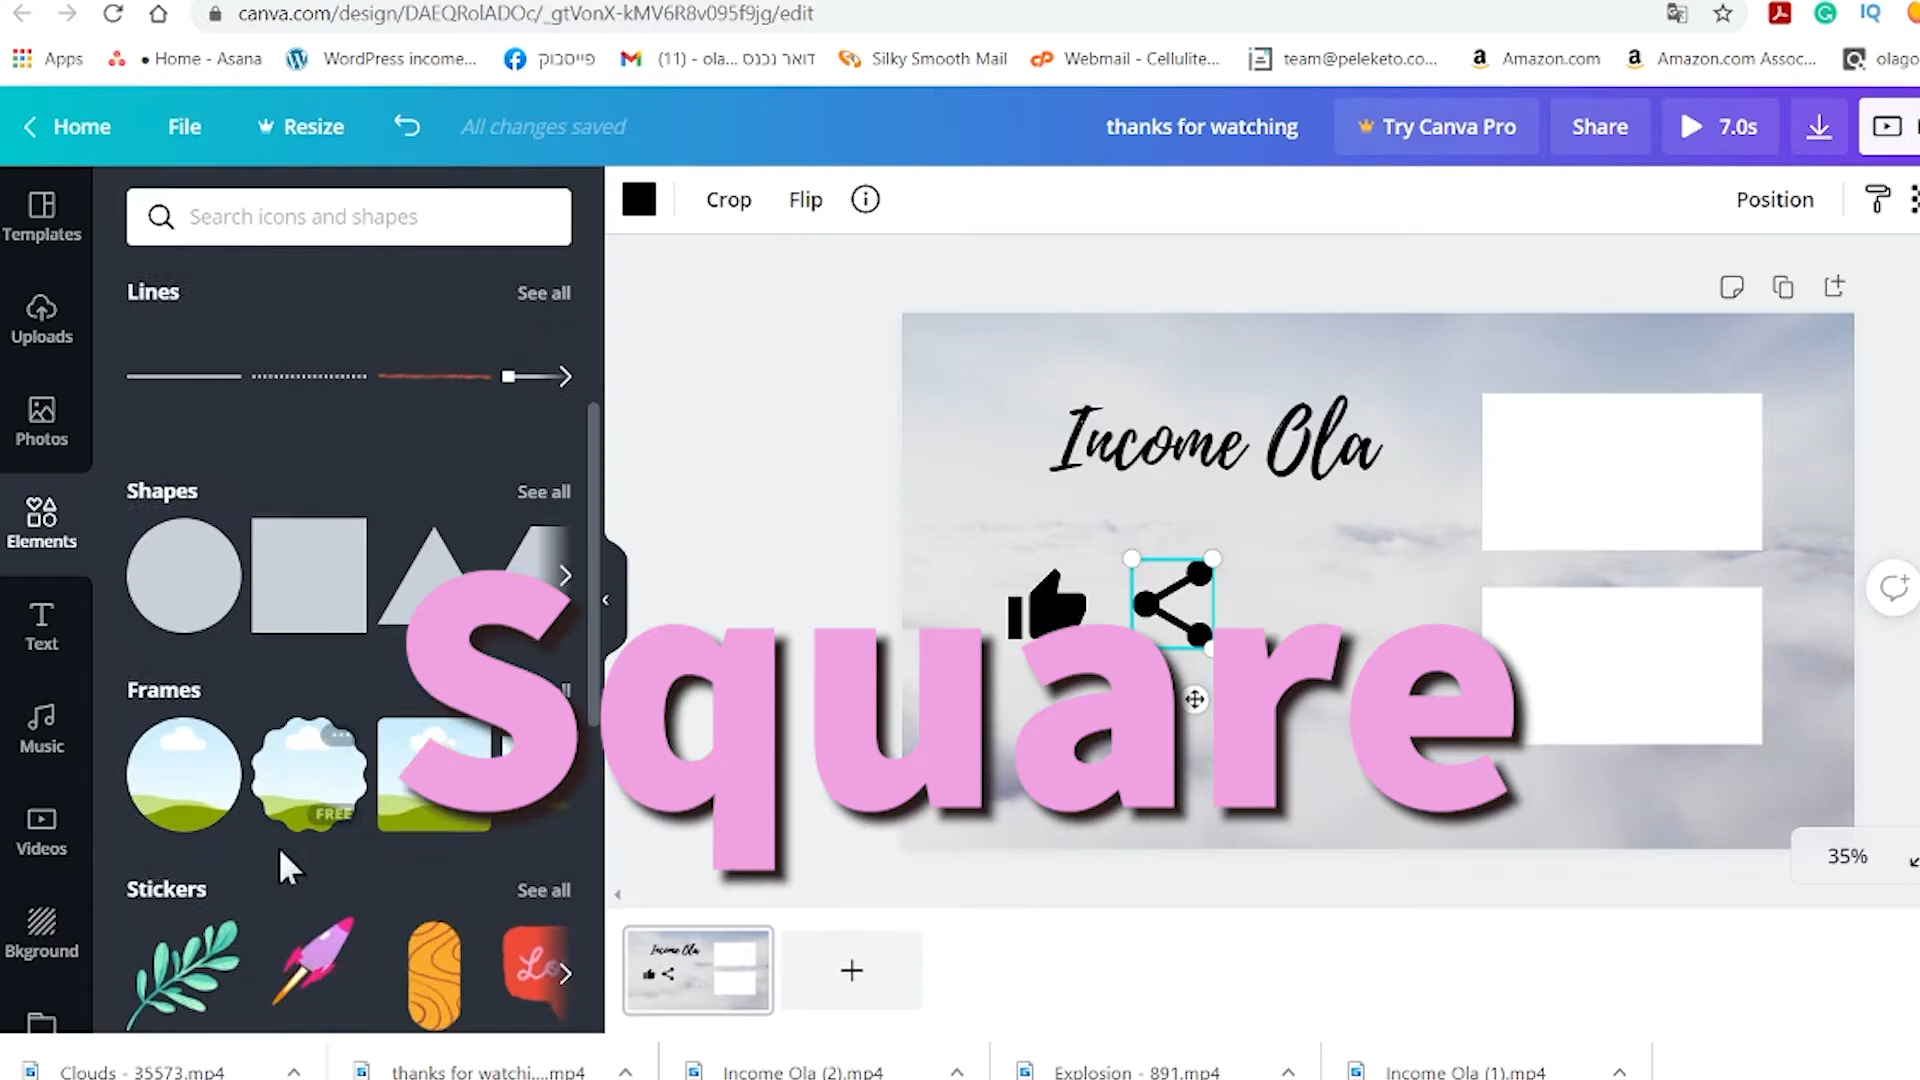 canva.com/design/DAEQRolADOc/_gtVonX-kMV6R8v095f9jg/edit
IQ
Apps
Home - Asana
WordPress income...
פייסבוק
(11) - ola... דואר נכנס
Silky Smooth Mail
Webmail - Cellulite...
team@peleketo.co...
Amazon.com
Amazon.com Assoc...
olago
Home
File
Resize
All changes saved
thanks for watching
Try Canva Pro
Share
7.0s
Search icons and shapes
Crop
Flip
Position
Templates
Uploads
Photos
Elements
Text
Music
Videos
Bkground
Lines
See all
Shapes
See all
Frames
FREE
Stickers
See all
Lo
Income Ola
Square
35%
Income Ola
Clouds - 35573.mp4
thanks for watchi....mp4
Income Ola (2).mp4
Explosion - 891.mp4
Income Ola (1).mp4